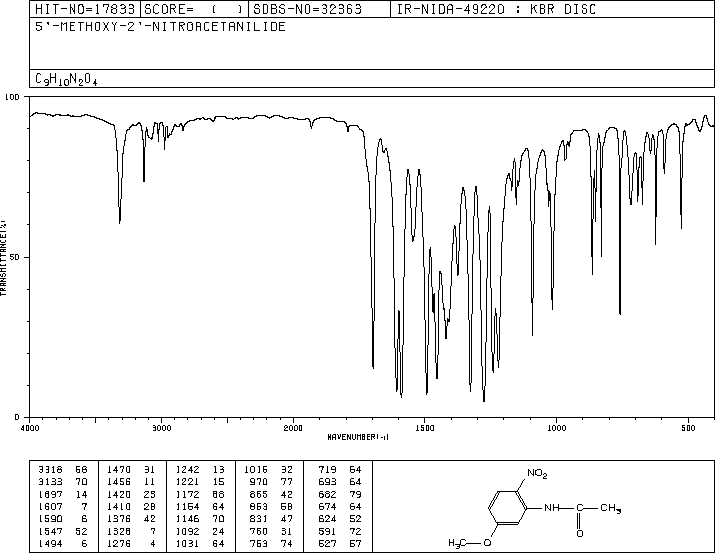 HIT-NO=17833 SCORE= ( ) SDBS-NO=32363 IR-NIDA-49220 : KBR DISC
5'-METHOXY-2'-NITROACETANILIDE
C9H10N2O4
100
TRANSMITTANCE(%)
50
0
4000 3000 2000 1500 1000 500
WAVENUMBER(-1)
3318 58 1470 31 1242 13 1016 32 719 64
3133 70 1456 11 1221 15 970 77 693 64
1697 14 1420 23 1172 68 865 42 682 79
1607 7 1410 28 1154 64 853 58 674 64
1590 6 1376 42 1146 70 831 47 624 52
1547 52 1328 7 1092 24 760 31 591 72
1494 6 1276 4 1031 64 753 74 527 57
NO2
NH
C
CH3
O
CH3
O